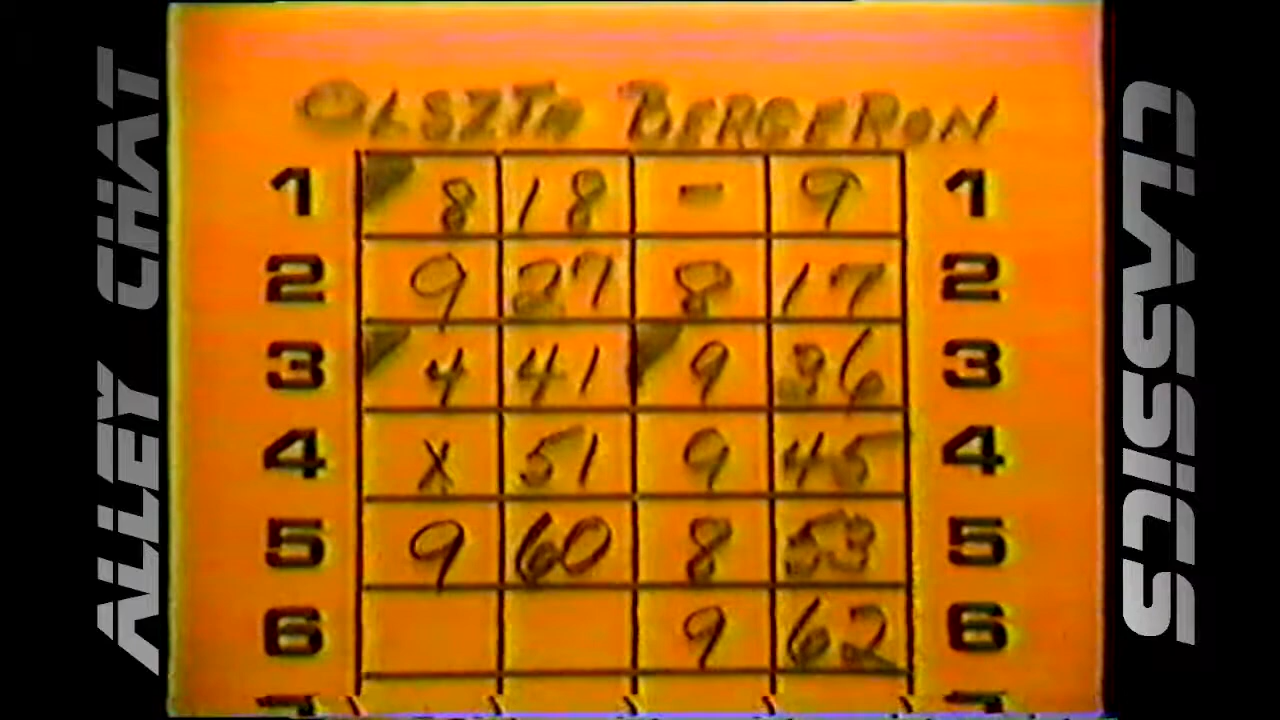 ALLEY CHAT
OLSZTA BERGERON
1 8 18 - 9 1
2 9 27 8 17 2
3 4 41 9 36 3
4 X 51 9 45 4
5 9 60 8 53 5
6 9 62 6
CLASSICS